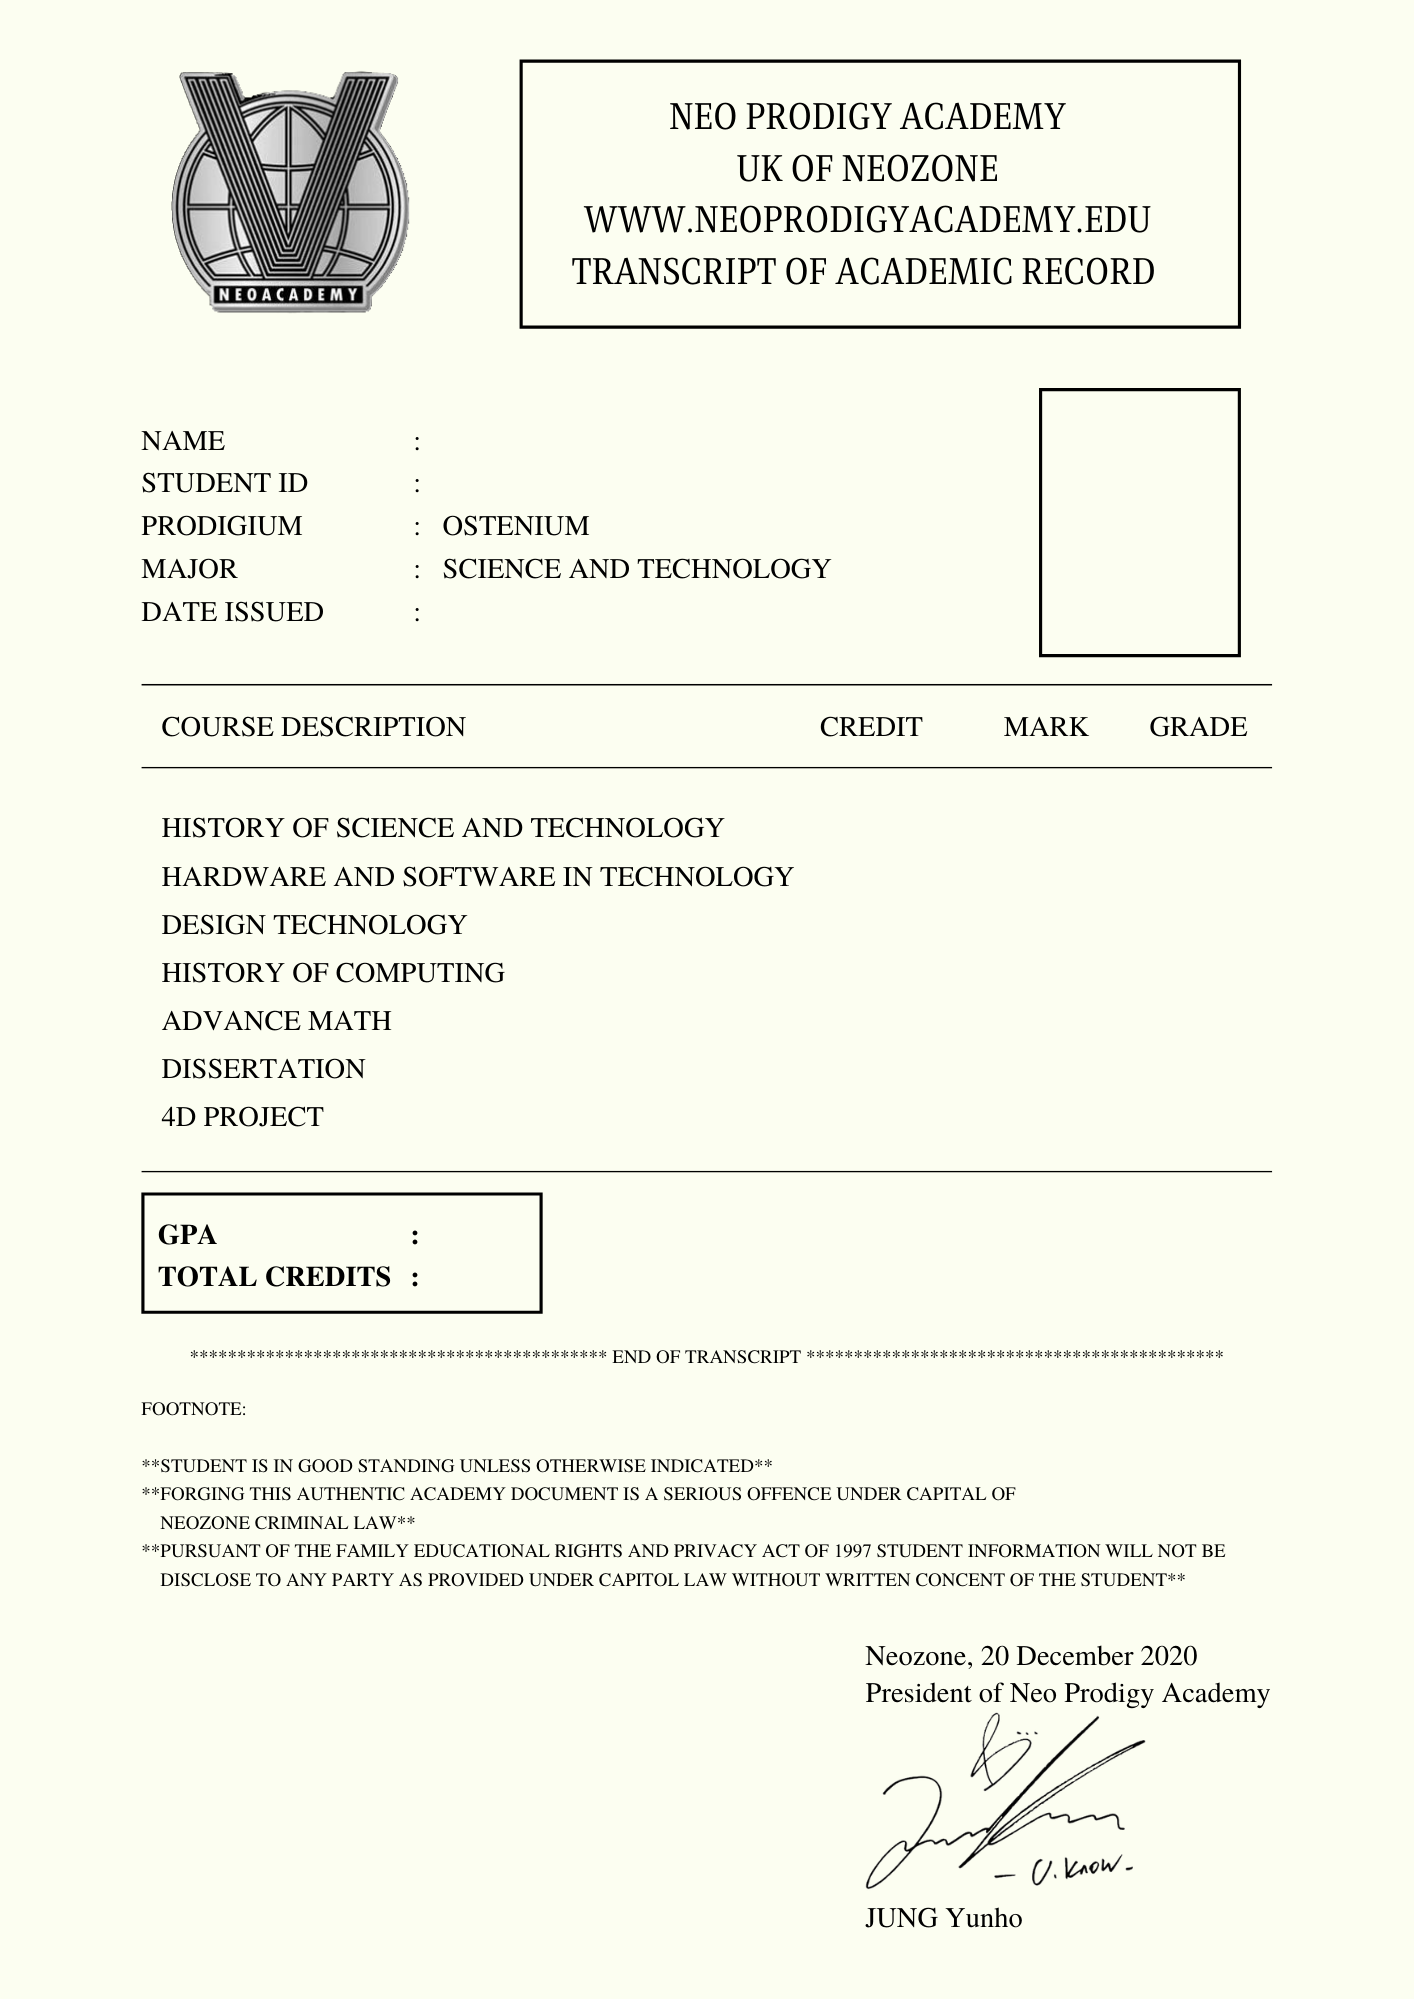 NEOACADEMY
NEO PRODIGY ACADEMY
UK OF NEOZONE
WWW.NEOPRODIGYACADEMY.EDU
TRANSCRIPT OF ACADEMIC RECORD
NAME :
STUDENT ID :
PRODIGIUM : OSTENIUM
MAJOR : SCIENCE AND TECHNOLOGY
DATE ISSUED :
COURSE DESCRIPTION CREDIT MARK GRADE
HISTORY OF SCIENCE AND TECHNOLOGY
HARDWARE AND SOFTWARE IN TECHNOLOGY
DESIGN TECHNOLOGY
HISTORY OF COMPUTING
ADVANCE MATH
DISSERTATION
4D PROJECT
GPA :
TOTAL CREDITS :
******************************************** END OF TRANSCRIPT ********************************************
FOOTNOTE:
**STUDENT IS IN GOOD STANDING UNLESS OTHERWISE INDICATED**
**FORGING THIS AUTHENTIC ACADEMY DOCUMENT IS A SERIOUS OFFENCE UNDER CAPITAL OF
NEOZONE CRIMINAL LAW**
**PURSUANT OF THE FAMILY EDUCATIONAL RIGHTS AND PRIVACY ACT OF 1997 STUDENT INFORMATION WILL NOT BE
DISCLOSE TO ANY PARTY AS PROVIDED UNDER CAPITOL LAW WITHOUT WRITTEN CONCENT OF THE STUDENT**
Neozone, 20 December 2020
President of Neo Prodigy Academy
- U.Know -
JUNG Yunho